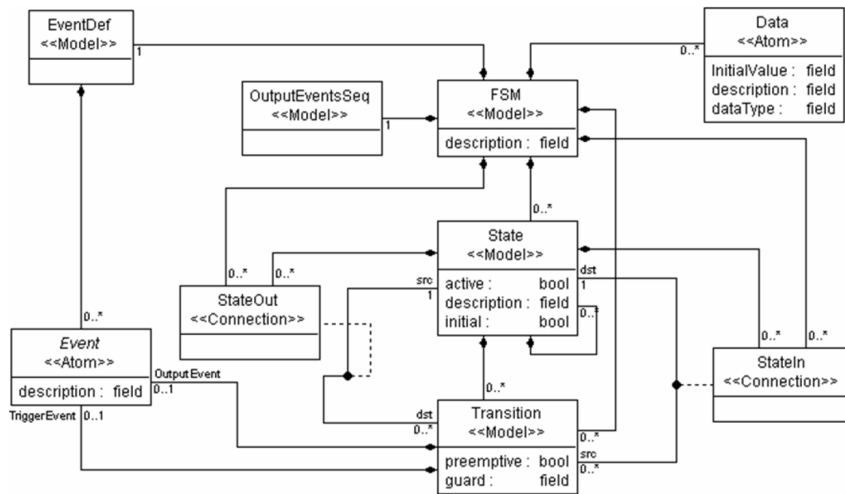 EventDef
<<Model>>
1
Data
<<Atom>>
InitialValue : field
description : field
dataType : field
0..*
OutputEventsSeq
<<Model>>
1
FSM
<<Model>>
description : field
0..*
State
<<Model>>
active : bool
description : field
initial : bool
src
1
dst
1
0..*
0..*
0..*
StateOut
<<Connection>>
0..*
0..*
StateIn
<<Connection>>
0..*
Event
<<Atom>>
description : field
OutputEvent
0..1
TriggerEvent
0..1
0..*
dst
0..*
Transition
<<Model>>
preemptive : bool
guard : field
0..*
src
0..*